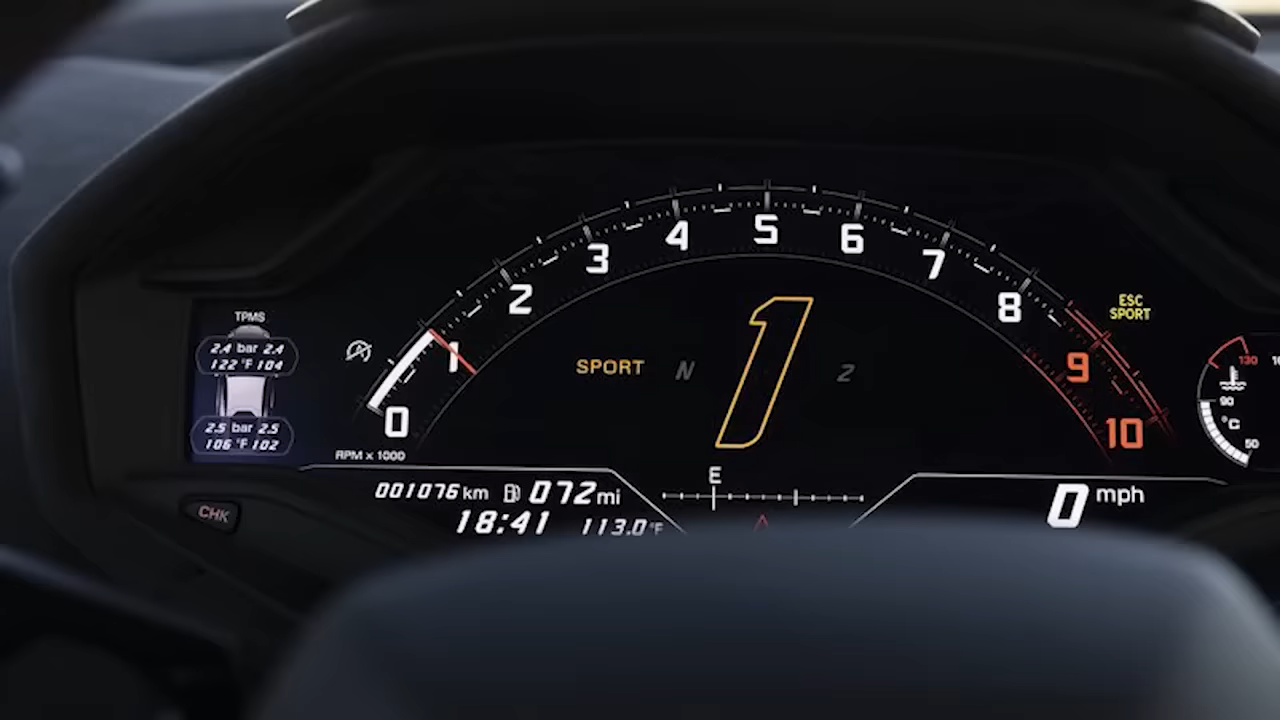 TPMS
2.4 bar 2.4
122 °F 104
2.5 bar 2.5
106 °F 102
A
0
1
2
3
4
5
6
7
8
9
10
RPM x 1000
SPORT N 1 2
ESC
SPORT
130
90
°C
50
CHK
001076 km 072 mi
18:41 113.0 °F
E
0 mph